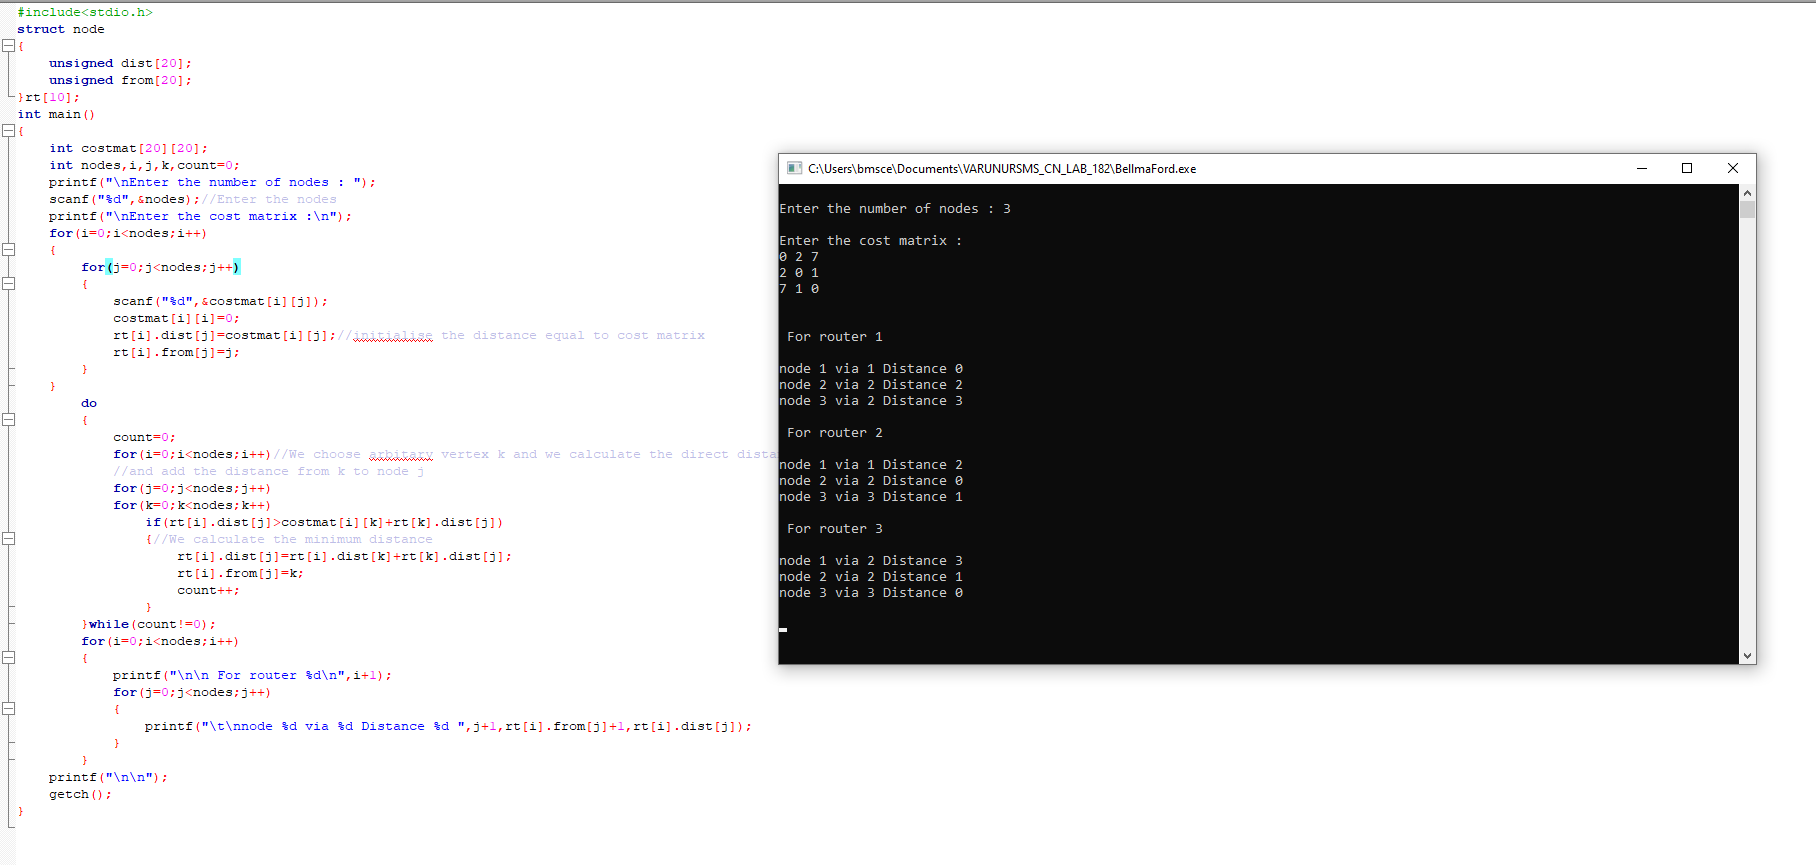 #include<stdio.h>
struct node
{
    unsigned dist[20];
    unsigned from[20];
}rt[10];
int main()
{
    int costmat[20][20];
    int nodes,i,j,k,count=0;
    printf("\nEnter the number of nodes : ");
    scanf("%d",&nodes);//Enter the nodes
    printf("\nEnter the cost matrix :\n");
    for(i=0;i<nodes;i++)
    {
        for(j=0;j<nodes;j++)
        {
            scanf("%d",&costmat[i][j]);
            costmat[i][i]=0;
            rt[i].dist[j]=costmat[i][j];//initialise the distance equal to cost matrix
            rt[i].from[j]=j;
        }
    }
        do
        {
            count=0;
            for(i=0;i<nodes;i++)//We choose arbitary vertex k and we calculate the direct dista
            //and add the distance from k to node j
            for(j=0;j<nodes;j++)
            for(k=0;k<nodes;k++)
                if(rt[i].dist[j]>costmat[i][k]+rt[k].dist[j])
                {//We calculate the minimum distance
                    rt[i].dist[j]=rt[i].dist[k]+rt[k].dist[j];
                    rt[i].from[j]=k;
                    count++;
                }
        }while(count!=0);
        for(i=0;i<nodes;i++)
        {
            printf("\n\n For router %d\n",i+1);
            for(j=0;j<nodes;j++)
            {
                printf("\t\nnode %d via %d Distance %d ",j+1,rt[i].from[j]+1,rt[i].dist[j]);
            }
        }
    printf("\n\n");
    getch();
}
C:\Users\bmsce\Documents\VARUNURSMS_CN_LAB_182\BellmaFord.exe
Enter the number of nodes : 3
Enter the cost matrix :
0 2 7
2 0 1
7 1 0
 For router 1
node 1 via 1 Distance 0
node 2 via 2 Distance 2
node 3 via 2 Distance 3
 For router 2
node 1 via 1 Distance 2
node 2 via 2 Distance 0
node 3 via 3 Distance 1
 For router 3
node 1 via 2 Distance 3
node 2 via 2 Distance 1
node 3 via 3 Distance 0